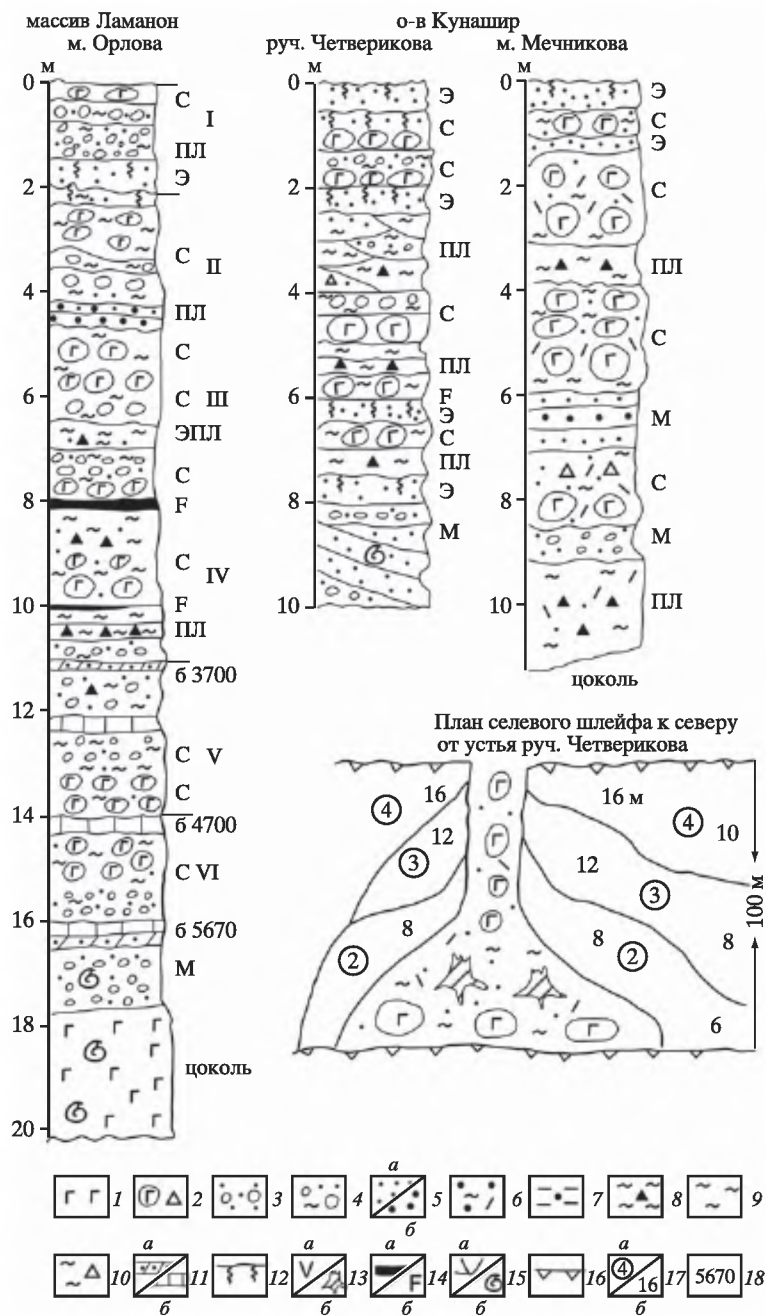 массив Ламанон
м. Орлова
о-в Кунашир
руч. Четверикова
м. Мечникова
м
0
2
4
6
8
10
12
14
16
18
20
С
I
ПЛ
Э
С
II
ПЛ
С
С III
ЭПЛ
С
F
С
IV
F
ПЛ
б 3700
С V
С
б 4700
С VI
б 5670
М
цоколь
м
0
2
4
6
8
10
Э
С
С
Э
ПЛ
С
ПЛ
F
Э
С
ПЛ
Э
М
м
0
2
4
6
8
10
Э
С
Э
С
ПЛ
С
М
С
М
ПЛ
цоколь
План селевого шлейфа к северу
от устья руч. Четверикова
4 16 16 м 4 10
3 12 12 3
2 8 8 2 8
6
100 м
1 2 3 4 а 5 б 6 7 8 9
10 а 11 б 12 а V 13 б а F 14 б а 15 б 16 а 4 16 17 б 5670 18